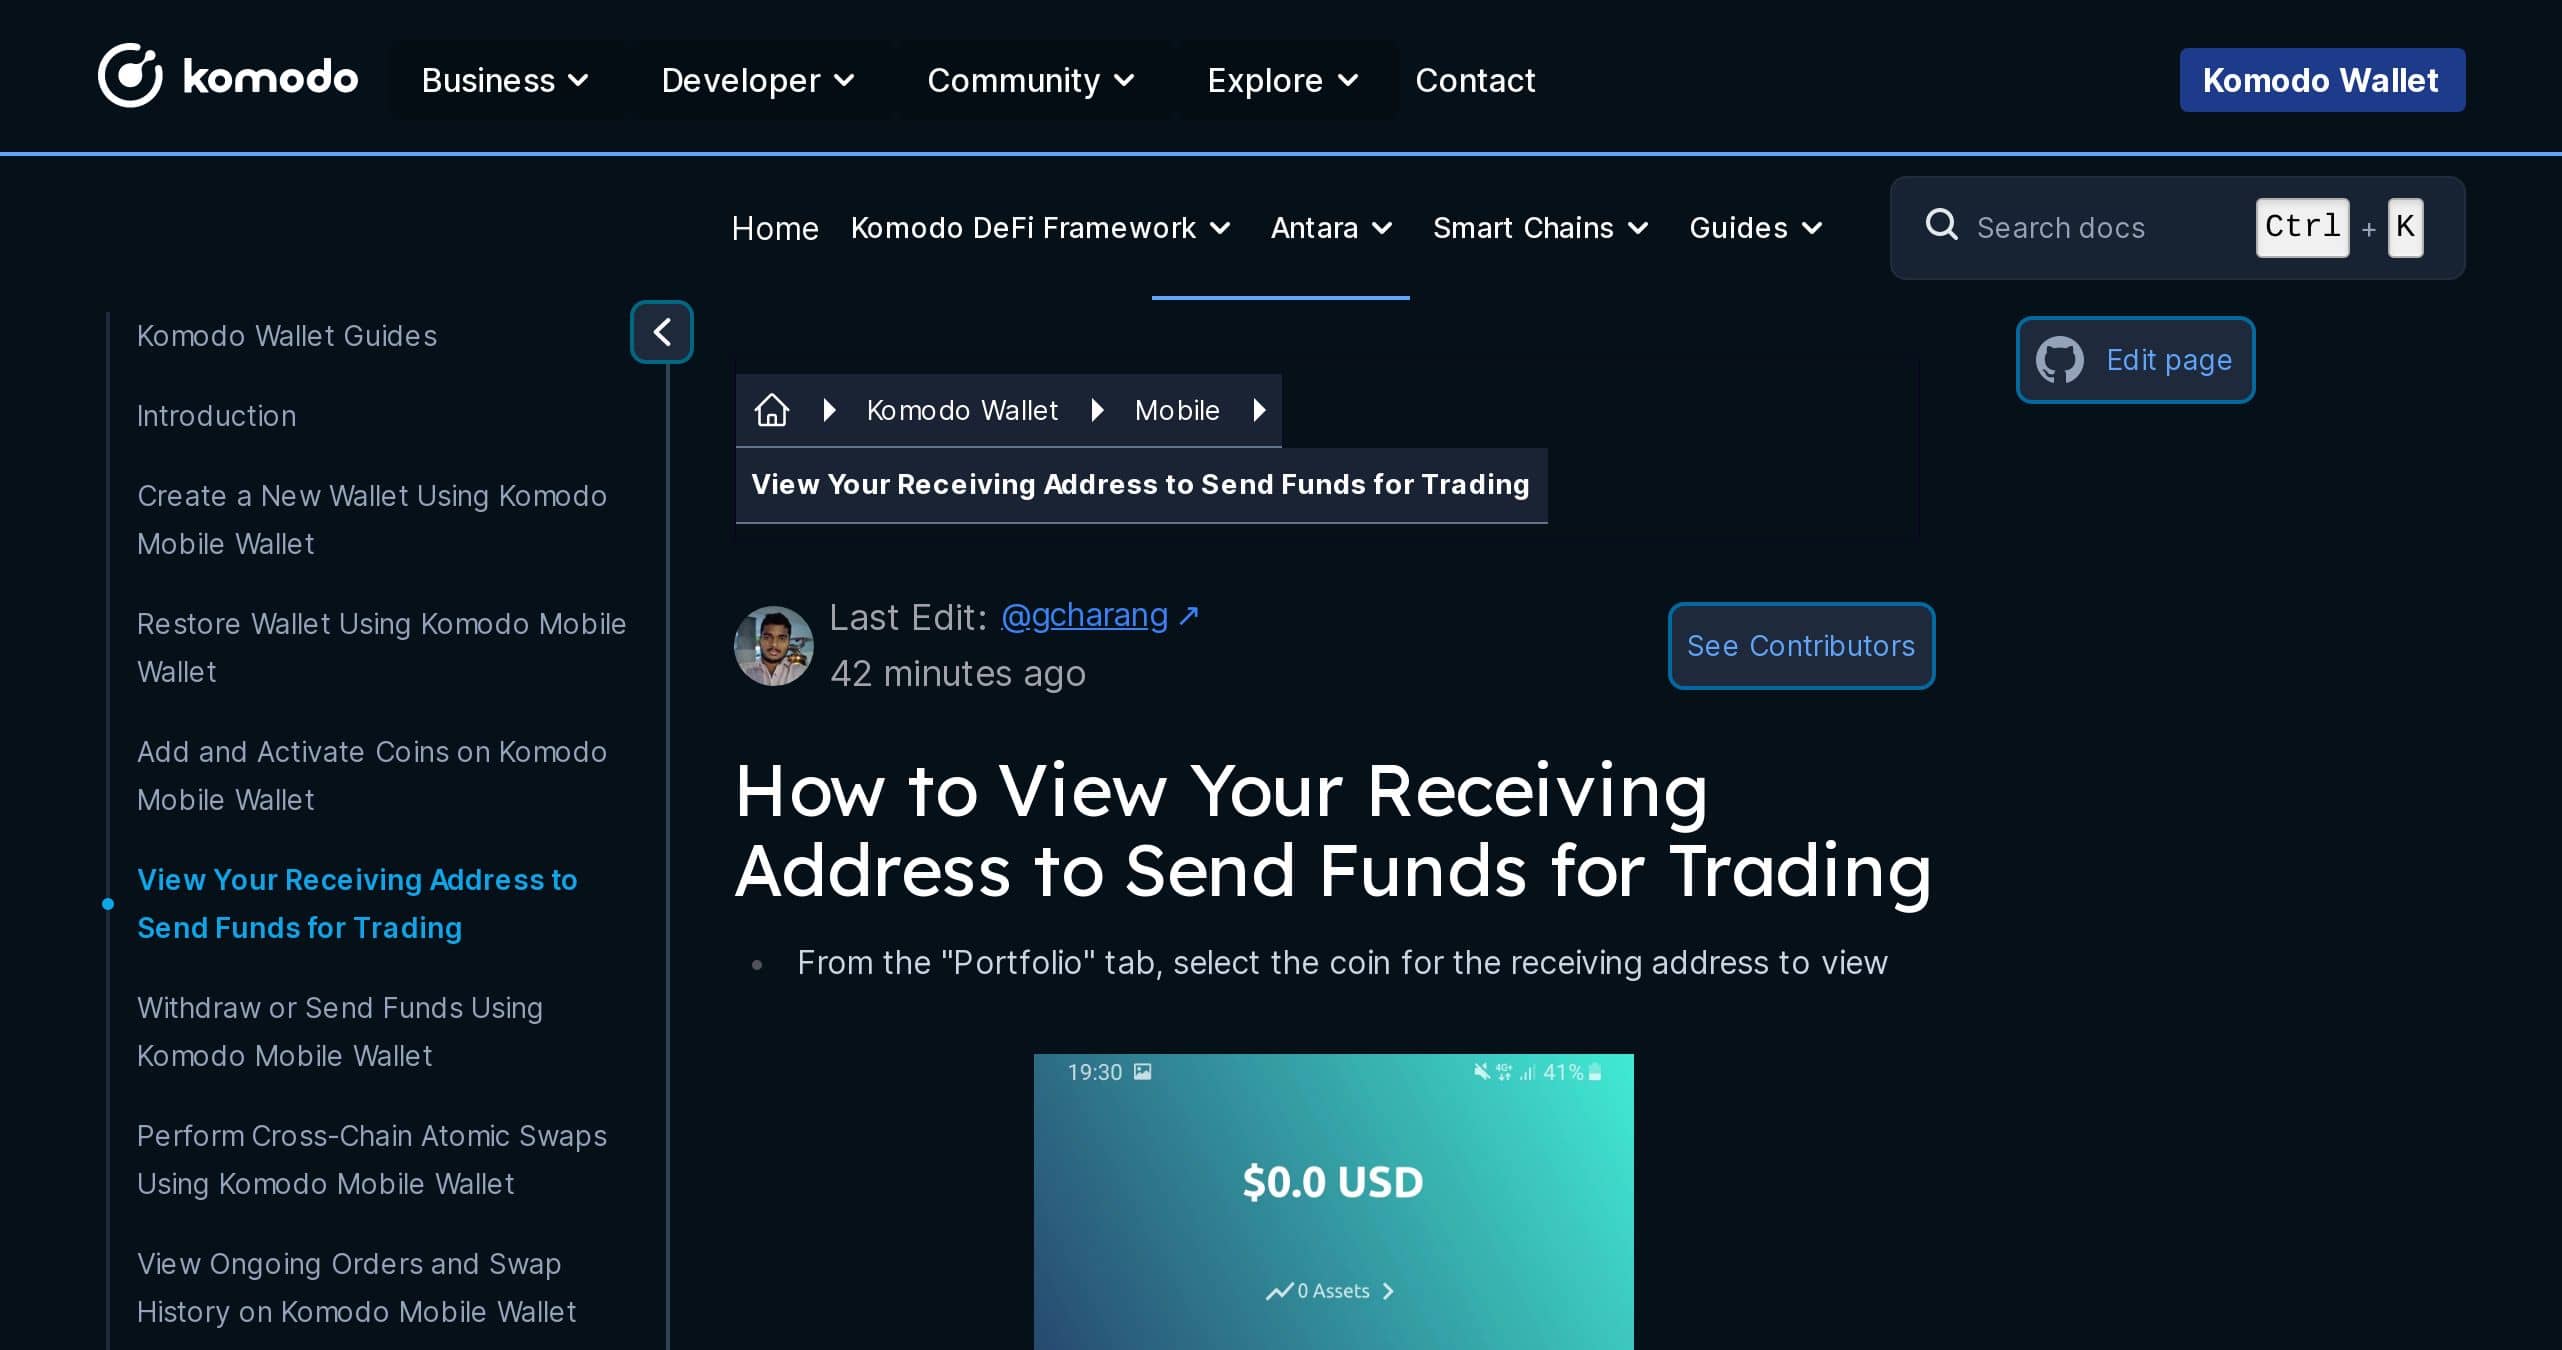 komodo
Business
Developer
Community
Explore
Contact
Komodo Wallet
Home
Komodo DeFi Framework
Antara
Smart Chains
Guides
Search docs
Ctrl + K
Komodo Wallet Guides
Introduction
Create a New Wallet Using Komodo
Mobile Wallet
Restore Wallet Using Komodo Mobile
Wallet
Add and Activate Coins on Komodo
Mobile Wallet
View Your Receiving Address to
Send Funds for Trading
Withdraw or Send Funds Using
Komodo Mobile Wallet
Perform Cross-Chain Atomic Swaps
Using Komodo Mobile Wallet
View Ongoing Orders and Swap
History on Komodo Mobile Wallet
Edit page
Komodo Wallet
Mobile
View Your Receiving Address to Send Funds for Trading
Last Edit: @gcharang ↗
42 minutes ago
See Contributors
How to View Your Receiving
Address to Send Funds for Trading
• From the "Portfolio" tab, select the coin for the receiving address to view
19:30
4G+
41%
$0.0 USD
0 Assets